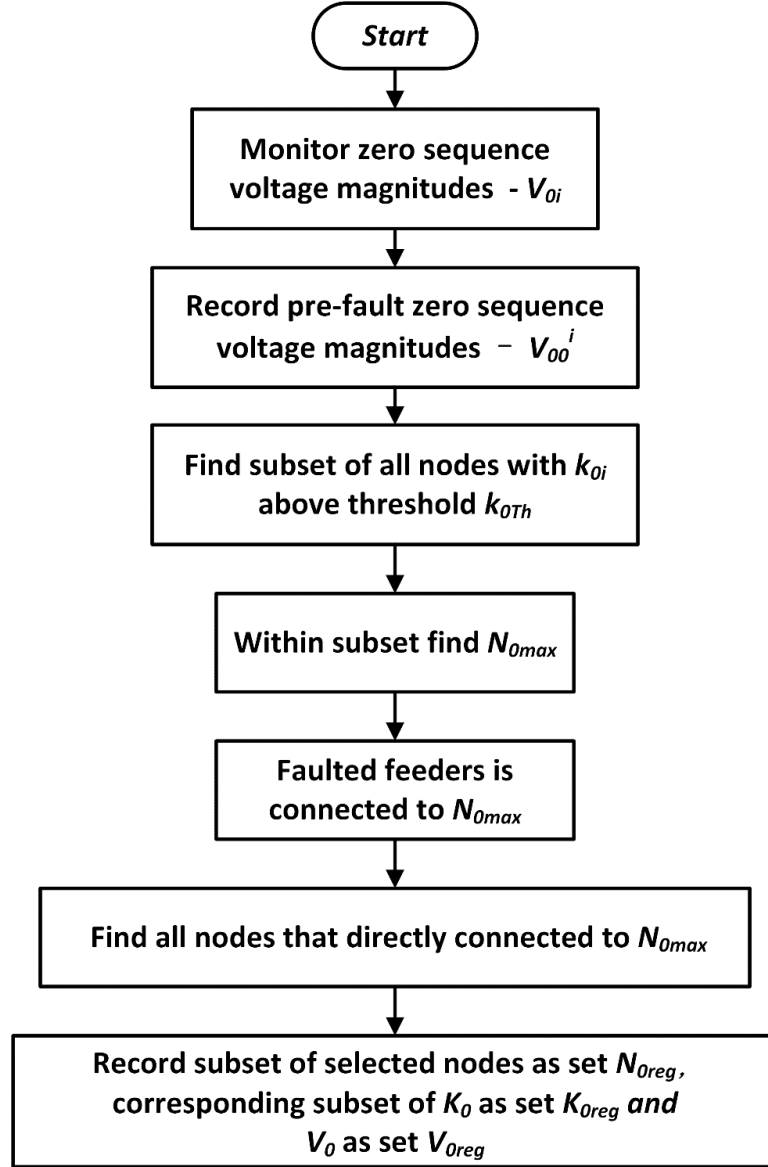 Start
Monitor zero sequence
voltage magnitudes - V0i
Record pre-fault zero sequence
voltage magnitudes – V00^i
Find subset of all nodes with k0i
above threshold k0Th
Within subset find N0max
Faulted feeders is
connected to N0max
Find all nodes that directly connected to N0max
Record subset of selected nodes as set N0reg,
corresponding subset of K0 as set K0reg and
V0 as set V0reg